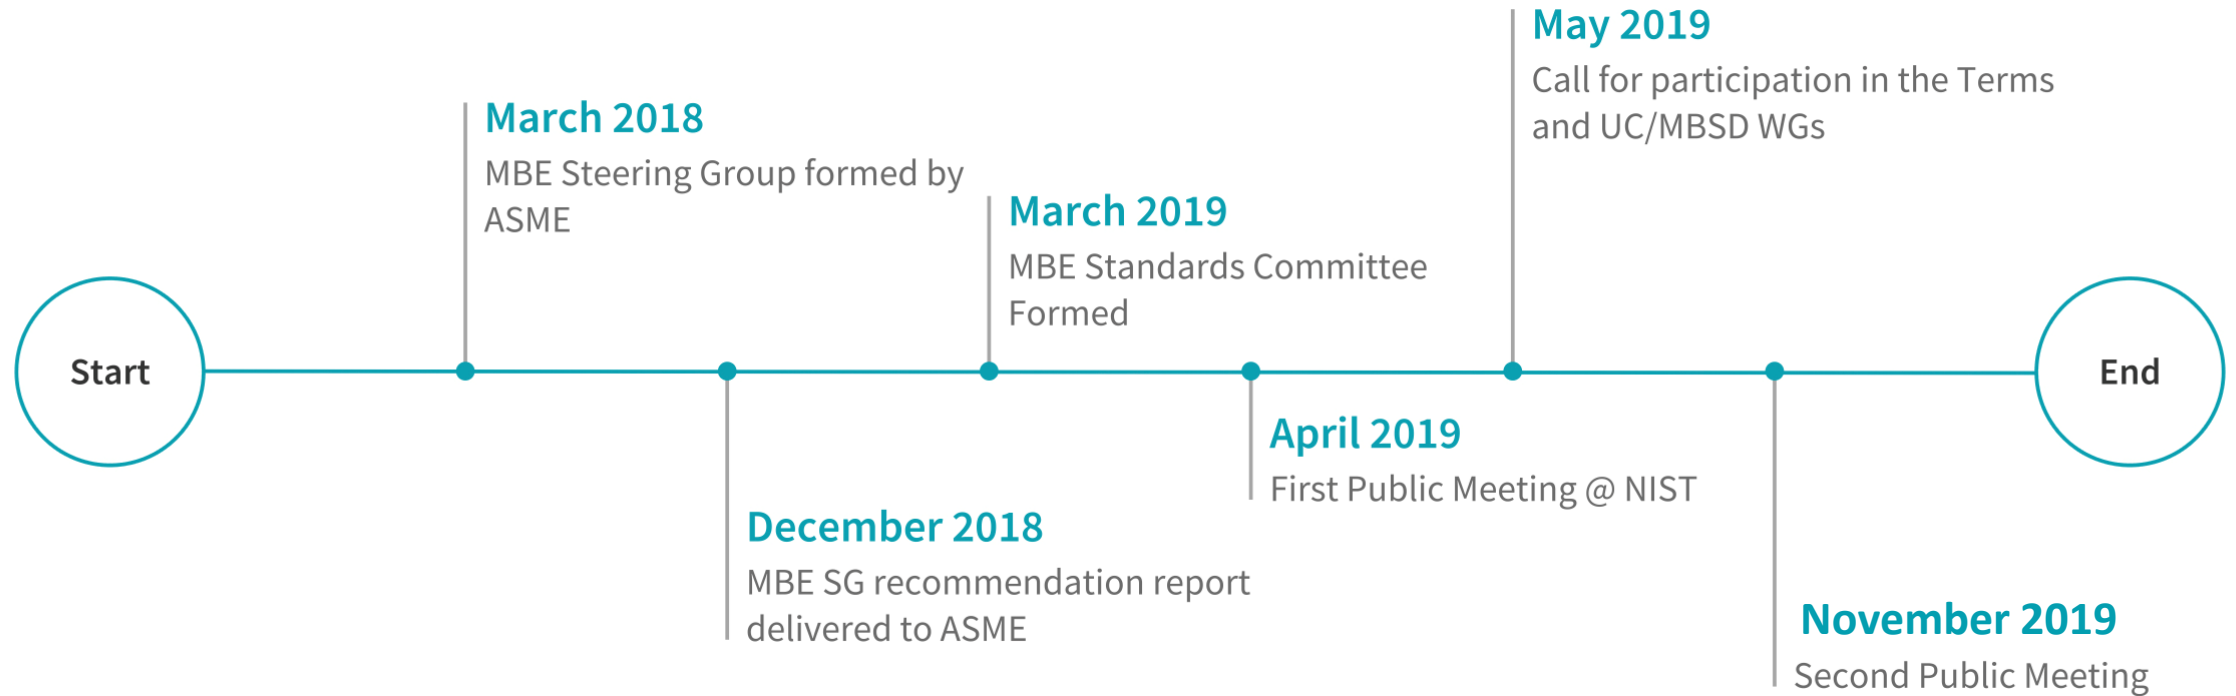 Start
March 2018
MBE Steering Group formed by
ASME
December 2018
MBE SG recommendation report
delivered to ASME
March 2019
MBE Standards Committee
Formed
April 2019
First Public Meeting @ NIST
May 2019
Call for participation in the Terms
and UC/MBSD WGs
November 2019
Second Public Meeting
End